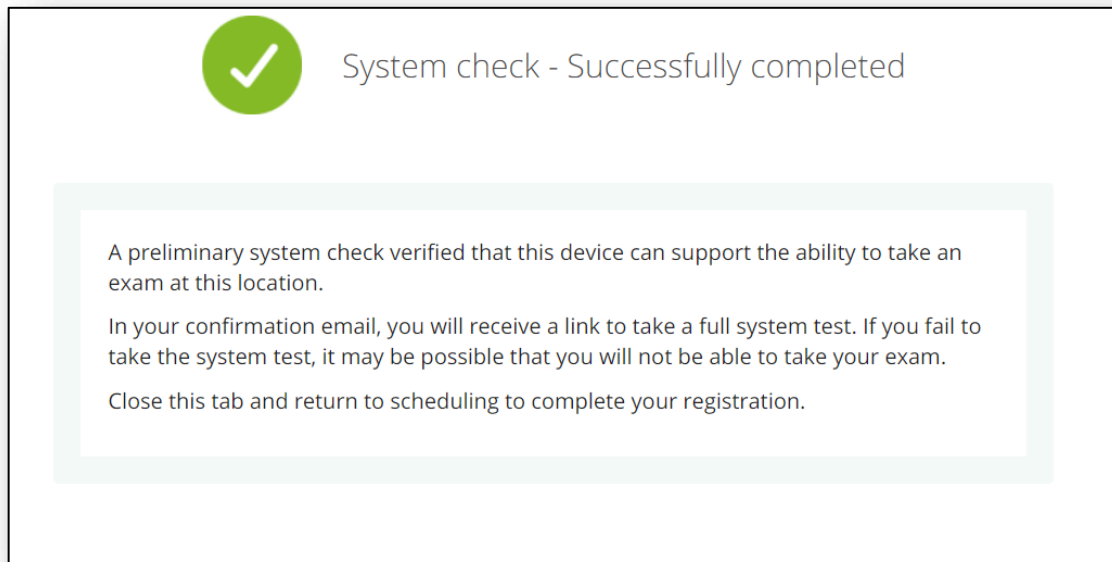 System check - Successfully completed
A preliminary system check verified that this device can support the ability to take an
exam at this location.
In your confirmation email, you will receive a link to take a full system test. If you fail to
take the system test, it may be possible that you will not be able to take your exam.
Close this tab and return to scheduling to complete your registration.